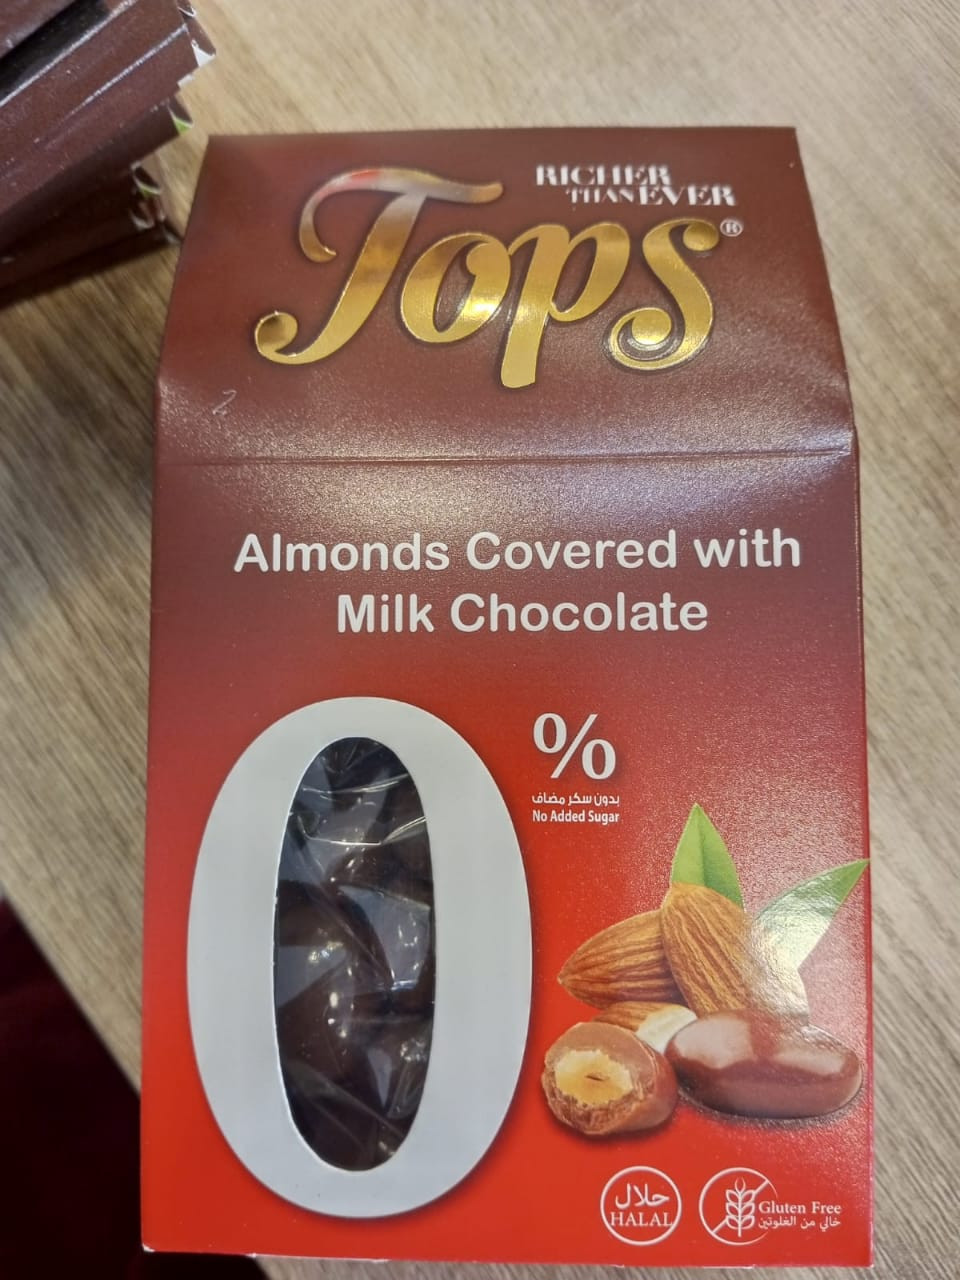 RICHER
THAN EVER
Tops®
Almonds Covered with
Milk Chocolate
0%
بدون سكر مضاف
No Added Sugar
حلال
HALAL
Gluten Free
خالي من الغلوتين